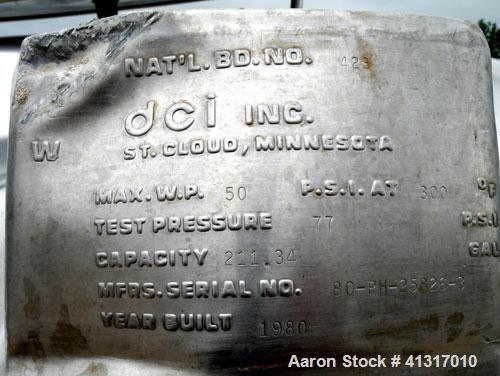 NAT'L. BD. NO. 423
dci INC.
W ST. CLOUD, MINNESOTA
MAX. W.P. 50 P.S.I. AT 300 °F
TEST PRESSURE 77 P.S.I
CAPACITY 211.34 GAL
MFRS. SERIAL NO. 80-PH-25828-3
YEAR BUILT 1980
Aaron Stock # 41317010